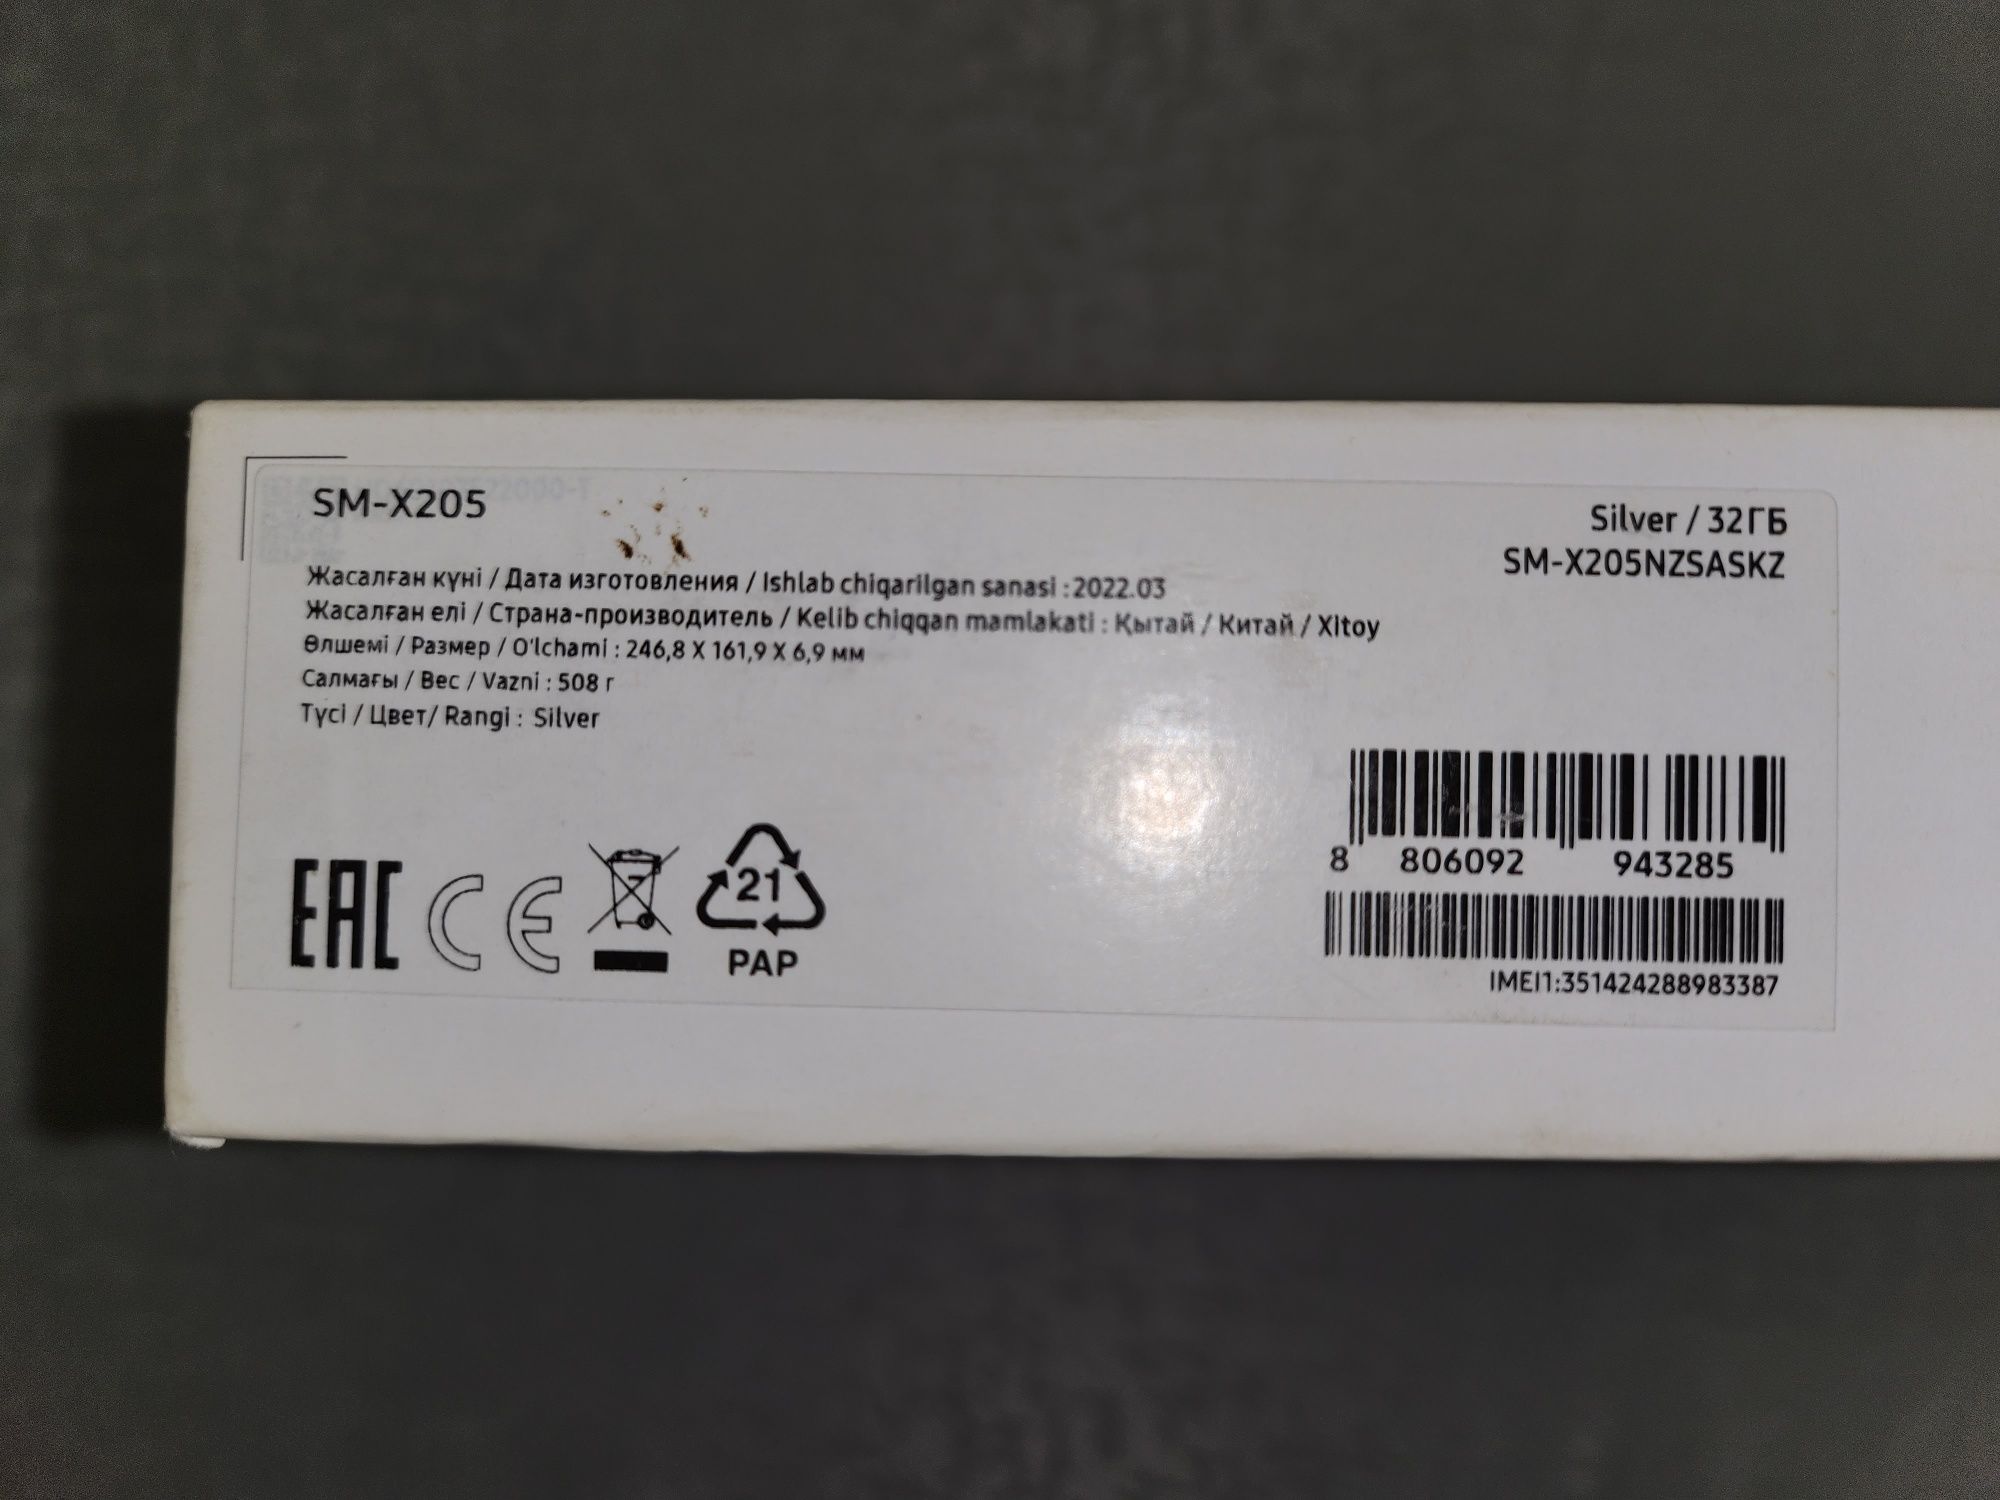 SM-X205
Silver / 32ГБ
SM-X205NZSASKZ
Жасалған күні / Дата изготовления / Ishlab chiqarilgan sanasi : 2022.03
Жасалған елі / Страна-производитель / Kelib chiqqan mamlakati : Қытай / Китай / Xitoy
Өлшемі / Размер / O'lchami : 246,8 X 161,9 X 6,9 мм
Салмағы / Вес / Vazni : 508 г
Түсі / Цвет/ Rangi : Silver
8 806092 943285
EAC CE
21
PAP
IMEI1:351424288983387